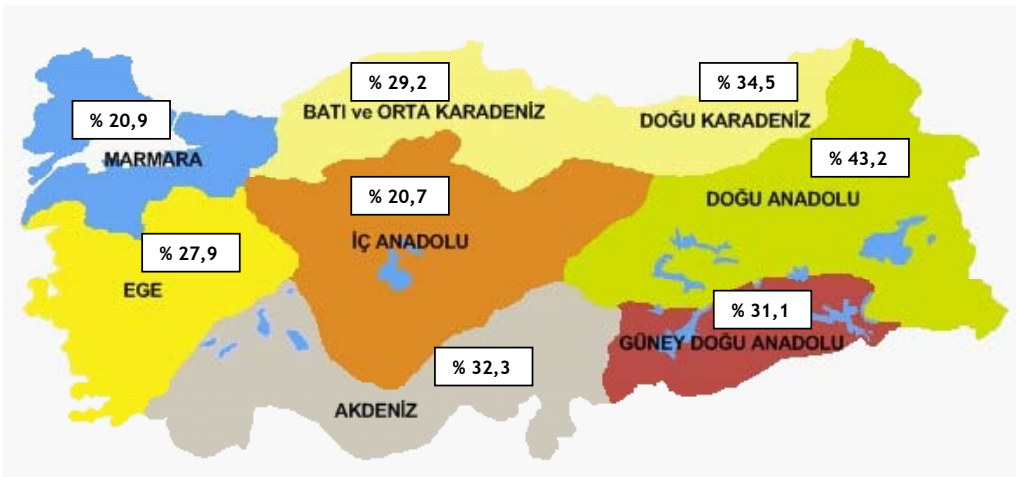 % 29,2
BATI ve ORTA KARADENİZ
% 34,5
DOĞU KARADENİZ
% 20,9
MARMARA
% 43,2
DOĞU ANADOLU
% 20,7
İÇ ANADOLU
% 27,9
EGE
% 31,1
GÜNEY DOĞU ANADOLU
% 32,3
AKDENİZ